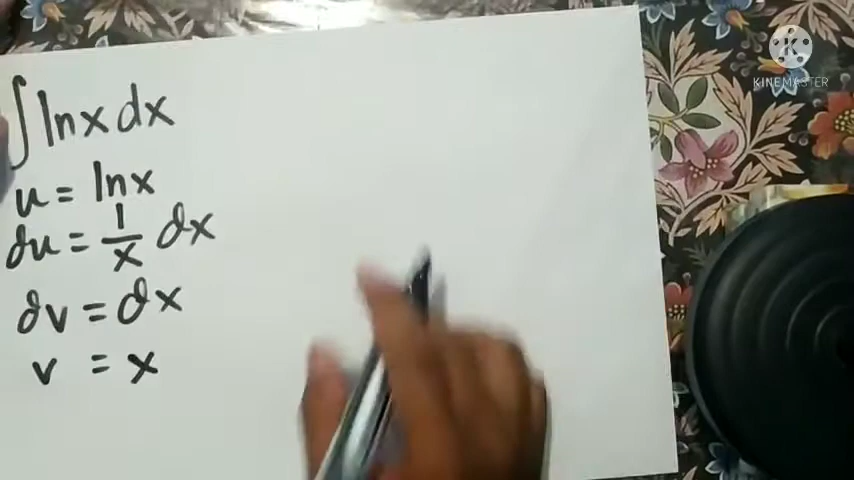 ∫ ln x dx
u = ln x
du = 1/x dx
dv = dx
v = x
K
KINEMASTER